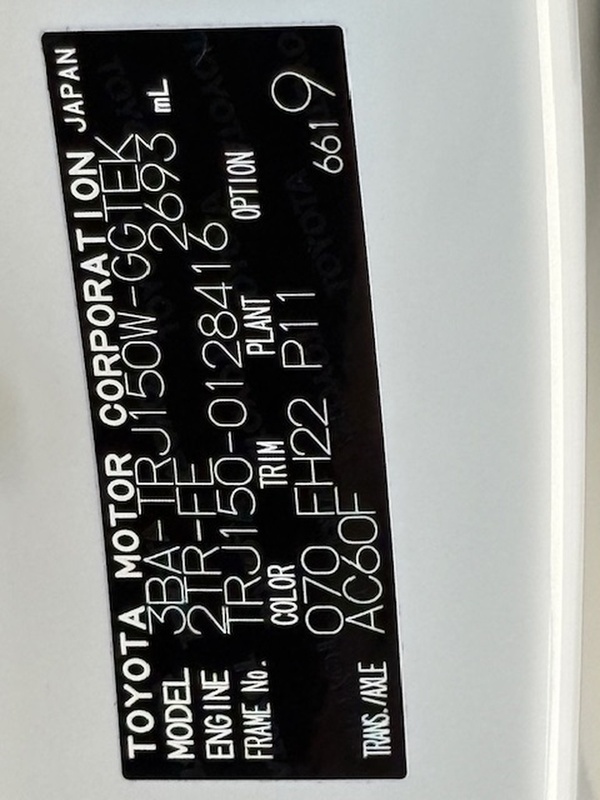 TOYOTA MOTOR CORPORATION JAPAN
MODEL 3BA-TRJ150W-GGTEK
ENGINE 2TR-FE 2693 mL
FRAME No. TRJ150-0128416
COLOR TRIM PLANT OPTION
070 FH22 P11 661 9
TRANS./AXLE AC60F